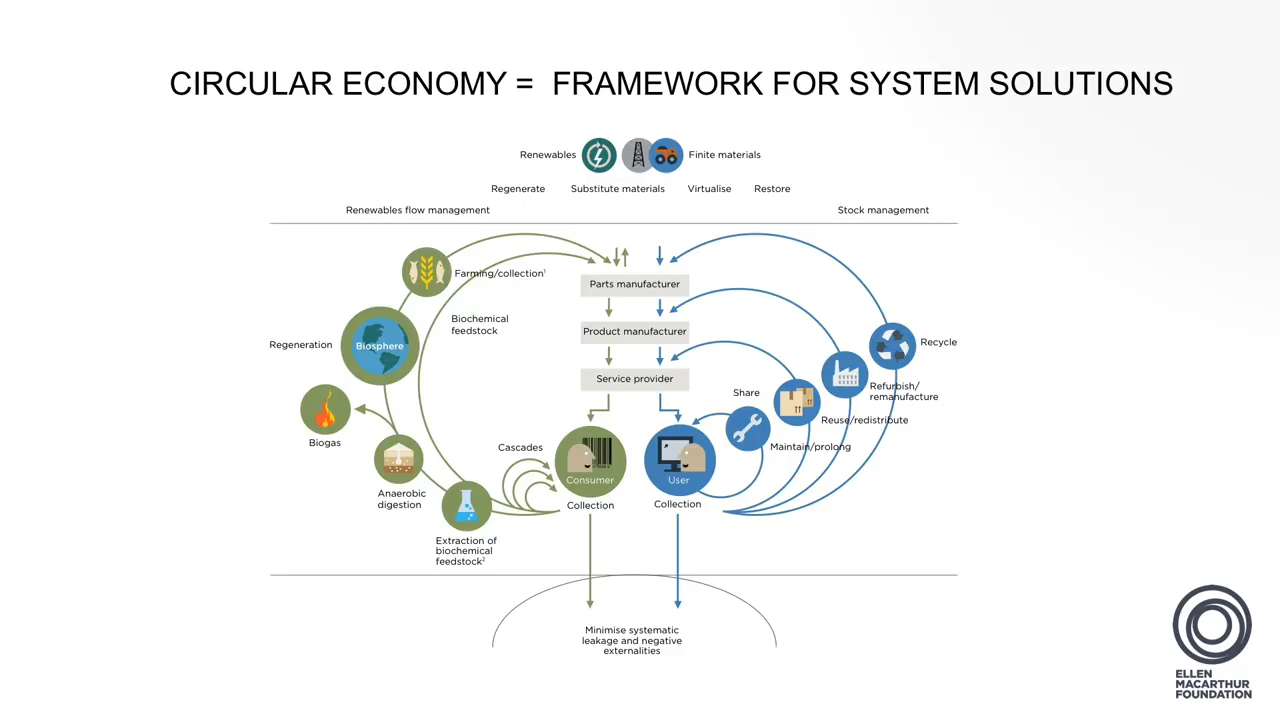 CIRCULAR ECONOMY = FRAMEWORK FOR SYSTEM SOLUTIONS
Renewables
Finite materials
Regenerate
Substitute materials
Virtualise
Restore
Renewables flow management
Stock management
Farming/collection¹
Parts manufacturer
Biochemical
feedstock
Product manufacturer
Regeneration
Biosphere
Recycle
Service provider
Share
Refurbish/
remanufacture
Biogas
Reuse/redistribute
Cascades
Maintain/prolong
Consumer
User
Anaerobic
digestion
Collection
Collection
Extraction of
biochemical
feedstock²
Minimise systematic
leakage and negative
externalities
ELLEN
MACARTHUR
FOUNDATION